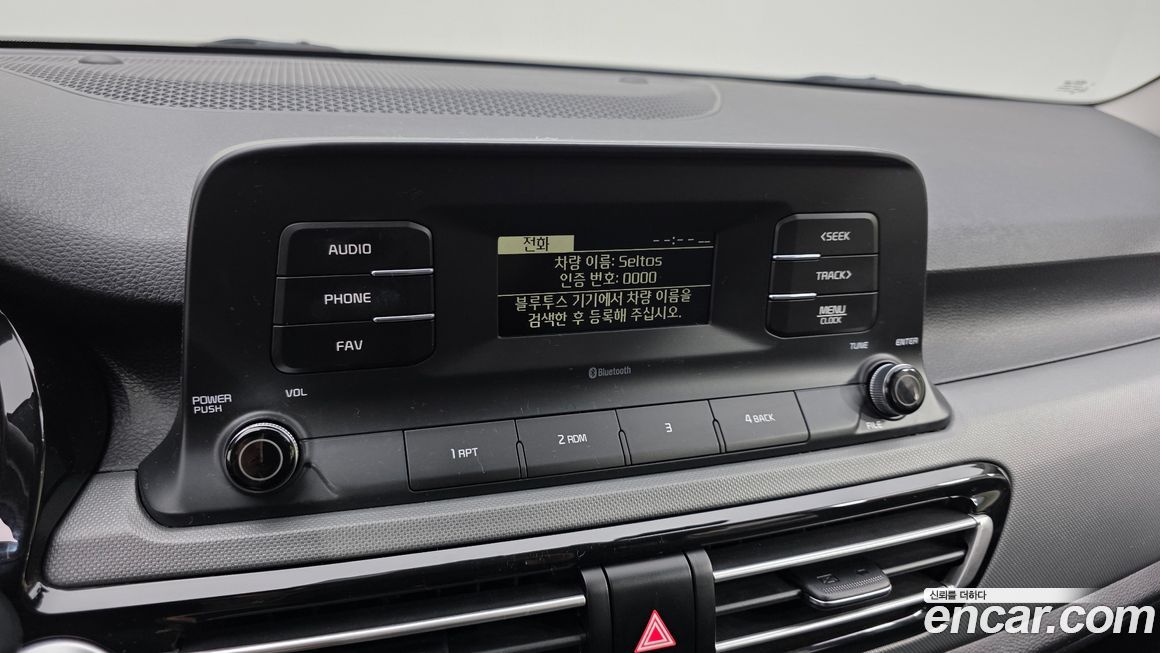 AUDIO
PHONE
FAV
전화
--:-- --
차량 이름: Seltos
인증 번호: 0000
블루투스 기기에서 차량 이름을
검색한 후 등록해 주십시오.
<SEEK
TRACK>
MENU
CLOCK
Bluetooth
POWER
PUSH
VOL
TUNE
ENTER
FILE
1 RPT
2 RDM
3
4 BACK
신뢰를 더하다
encar.com